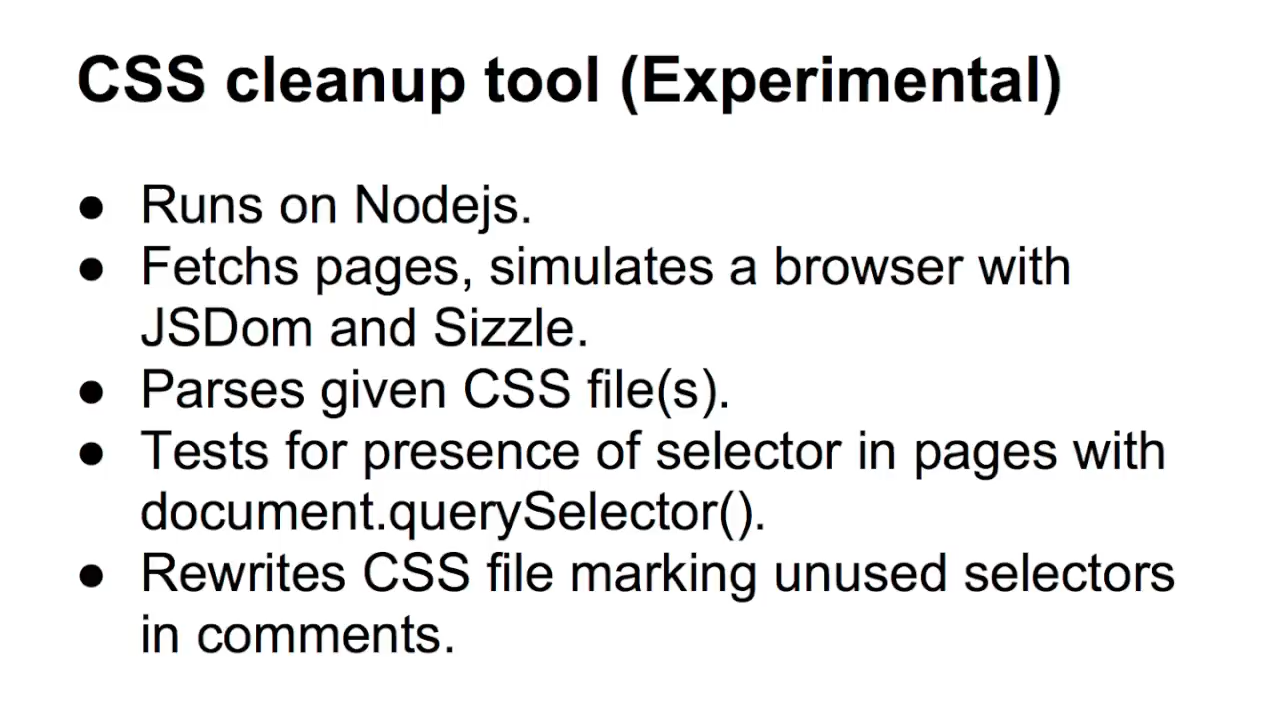 CSS cleanup tool (Experimental)
● Runs on Nodejs.
● Fetchs pages, simulates a browser with
JSDom and Sizzle.
● Parses given CSS file(s).
● Tests for presence of selector in pages with
document.querySelector().
● Rewrites CSS file marking unused selectors
in comments.